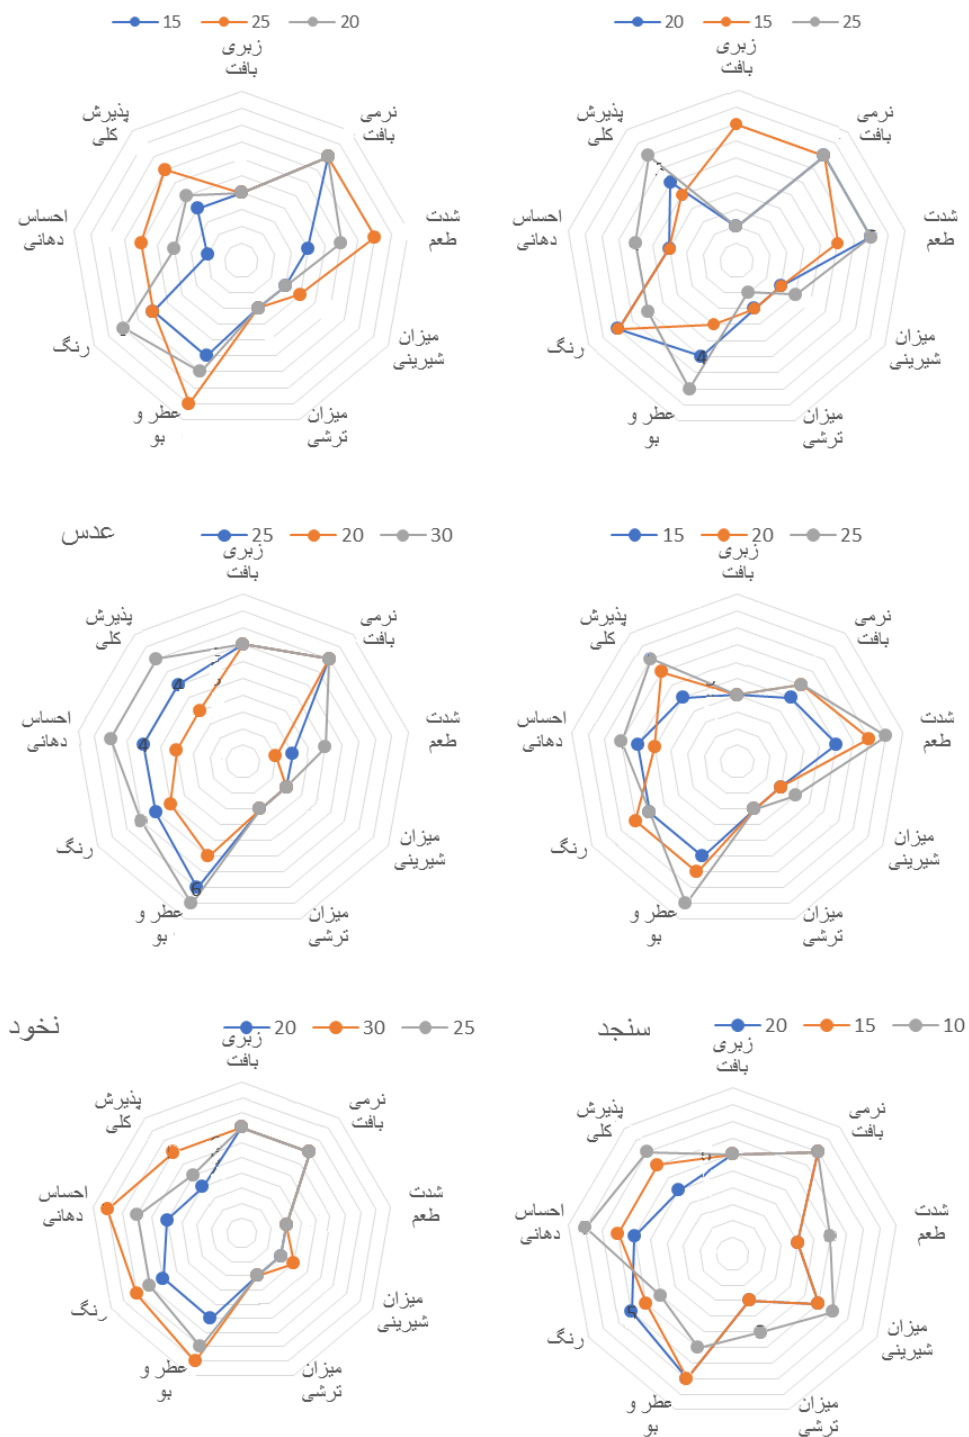 15 25 20
زبری
بافت
نرمی
بافت
شدت
طعم
میزان
شیرینی
میزان
ترشی
عطر و
بو
رنگ
احساس
دهانی
پذیرش
کلی
20 15 25
زبری
بافت
نرمی
بافت
شدت
طعم
میزان
شیرینی
میزان
ترشی
عطر و
بو
رنگ
احساس
دهانی
پذیرش
کلی
4
عدس
25 20 30
زبری
بافت
نرمی
بافت
شدت
طعم
میزان
شیرینی
میزان
ترشی
عطر و
بو
رنگ
احساس
دهانی
پذیرش
کلی
4
4
6
15 20 25
زبری
بافت
نرمی
بافت
شدت
طعم
میزان
شیرینی
میزان
ترشی
عطر و
بو
رنگ
احساس
دهانی
پذیرش
کلی
نخود
20 30 25
زبری
بافت
نرمی
بافت
شدت
طعم
میزان
شیرینی
میزان
ترشی
عطر و
بو
رنگ
احساس
دهانی
پذیرش
کلی
سنجد
20 15 10
زبری
بافت
نرمی
بافت
شدت
طعم
میزان
شیرینی
میزان
ترشی
عطر و
بو
رنگ
احساس
دهانی
پذیرش
کلی
5